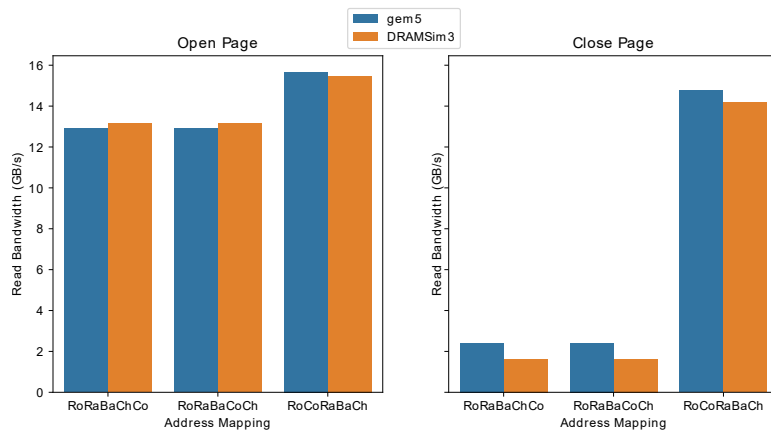 gem5
DRAMSim3
Open Page
Close Page
16
14
12
10
8
6
4
2
0
Read Bandwidth (GB/s)
Read Bandwidth (GB/s)
RoRaBaChCo RoRaBaCoCh RoCoRaBaCh
Address Mapping
RoRaBaChCo RoRaBaCoCh RoCoRaBaCh
Address Mapping